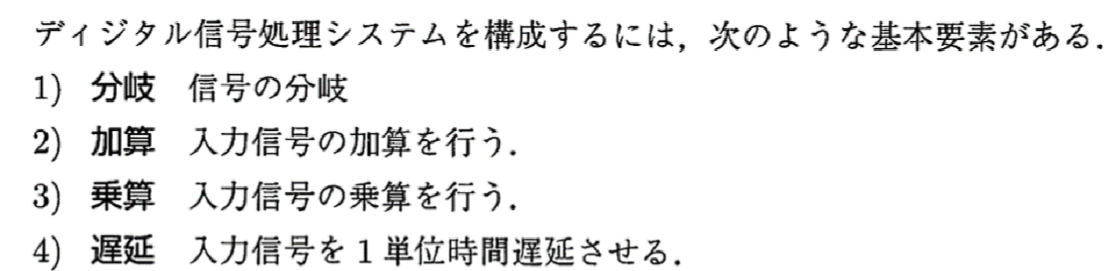 ディジタル信号処理システムを構成するには，次のような基本要素がある．
1) 分岐 信号の分岐
2) 加算 入力信号の加算を行う．
3) 乗算 入力信号の乗算を行う．
4) 遅延 入力信号を 1 単位時間遅延させる．